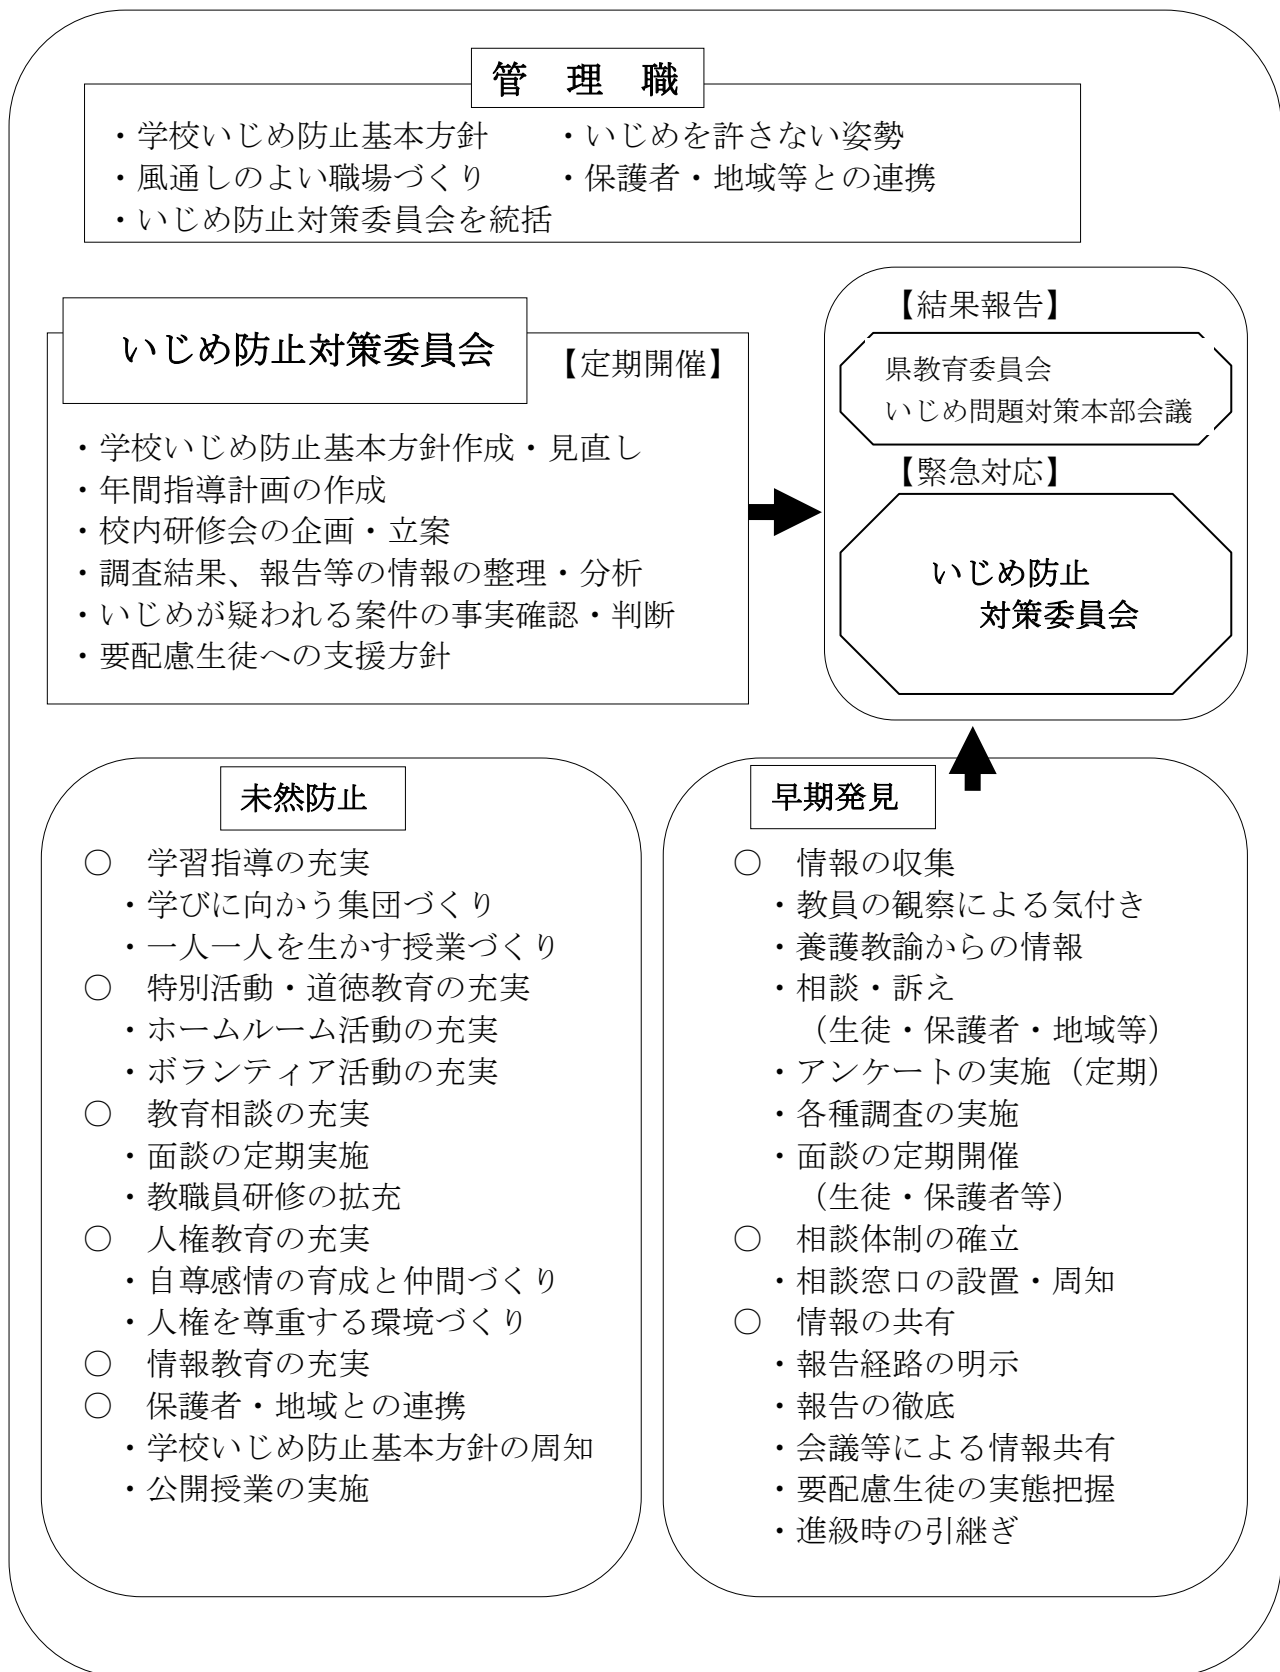 管　理　職
・学校いじめ防止基本方針　　・いじめを許さない姿勢
・風通しのよい職場づくり　　・保護者・地域等との連携
・いじめ防止対策委員会を統括
いじめ防止対策委員会
【定期開催】
・学校いじめ防止基本方針作成・見直し
・年間指導計画の作成
・校内研修会の企画・立案
・調査結果、報告等の情報の整理・分析
・いじめが疑われる案件の事実確認・判断
・要配慮生徒への支援方針
【結果報告】
県教育委員会
いじめ問題対策本部会議
【緊急対応】
いじめ防止
対策委員会
未然防止
○　学習指導の充実
・学びに向かう集団づくり
・一人一人を生かす授業づくり
○　特別活動・道徳教育の充実
・ホームルーム活動の充実
・ボランティア活動の充実
○　教育相談の充実
・面談の定期実施
・教職員研修の拡充
○　人権教育の充実
・自尊感情の育成と仲間づくり
・人権を尊重する環境づくり
○　情報教育の充実
○　保護者・地域との連携
・学校いじめ防止基本方針の周知
・公開授業の実施
早期発見
○　情報の収集
・教員の観察による気付き
・養護教諭からの情報
・相談・訴え
（生徒・保護者・地域等）
・アンケートの実施（定期）
・各種調査の実施
・面談の定期開催
（生徒・保護者等）
○　相談体制の確立
・相談窓口の設置・周知
○　情報の共有
・報告経路の明示
・報告の徹底
・会議等による情報共有
・要配慮生徒の実態把握
・進級時の引継ぎ